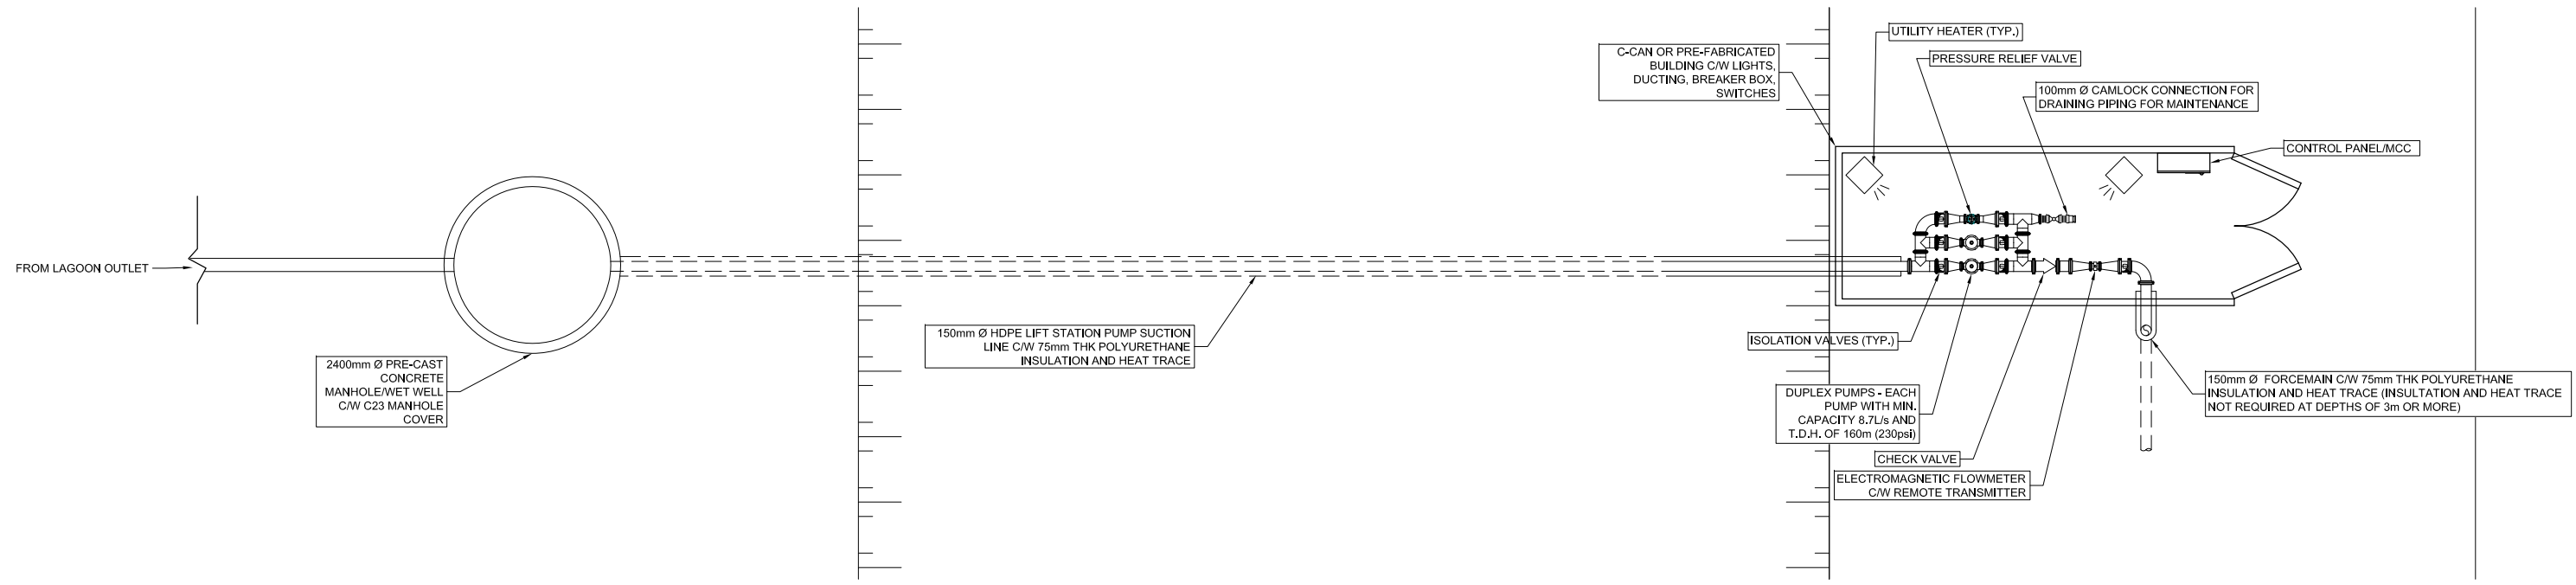 FROM LAGOON OUTLET
2400mm Ø PRE-CAST
CONCRETE
MANHOLE/WET WELL
C/W C23 MANHOLE
COVER
150mm Ø HDPE LIFT STATION PUMP SUCTION
LINE C/W 75mm THK POLYURETHANE
INSULATION AND HEAT TRACE
C-CAN OR PRE-FABRICATED
BUILDING C/W LIGHTS,
DUCTING, BREAKER BOX,
SWITCHES
UTILITY HEATER (TYP.)
PRESSURE RELIEF VALVE
100mm Ø CAMLOCK CONNECTION FOR
DRAINING PIPING FOR MAINTENANCE
CONTROL PANEL/MCC
ISOLATION VALVES (TYP.)
DUPLEX PUMPS - EACH
PUMP WITH MIN.
CAPACITY 8.7L/s AND
T.D.H. OF 160m (230psi)
CHECK VALVE
ELECTROMAGNETIC FLOWMETER
C/W REMOTE TRANSMITTER
150mm Ø FORCEMAIN C/W 75mm THK POLYURETHANE
INSULATION AND HEAT TRACE (INSULTATION AND HEAT TRACE
NOT REQUIRED AT DEPTHS OF 3m OR MORE)